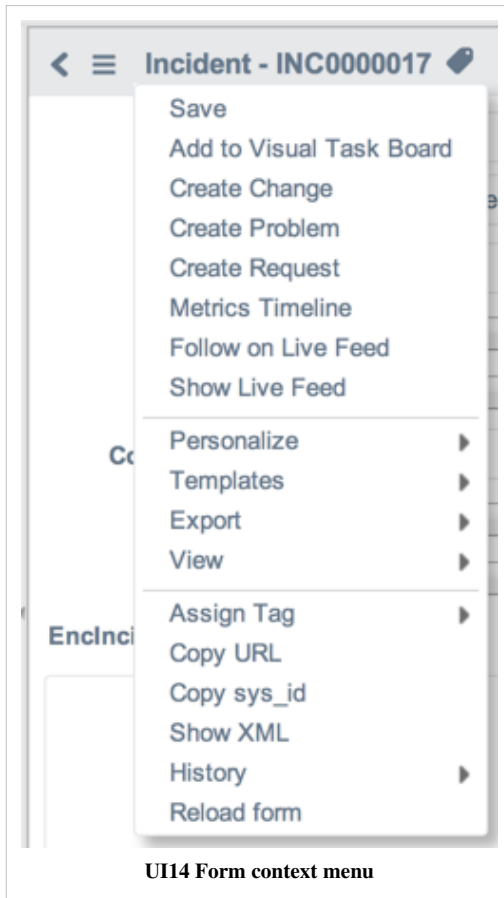 Incident - INC0000017
Save
Add to Visual Task Board
Create Change
e
Create Problem
Create Request
Metrics Timeline
Follow on Live Feed
Show Live Feed
Personalize
Co
Templates
Export
View
Assign Tag
EncInci
Copy URL
Copy sys_id
Show XML
History
Reload form
UI14 Form context menu